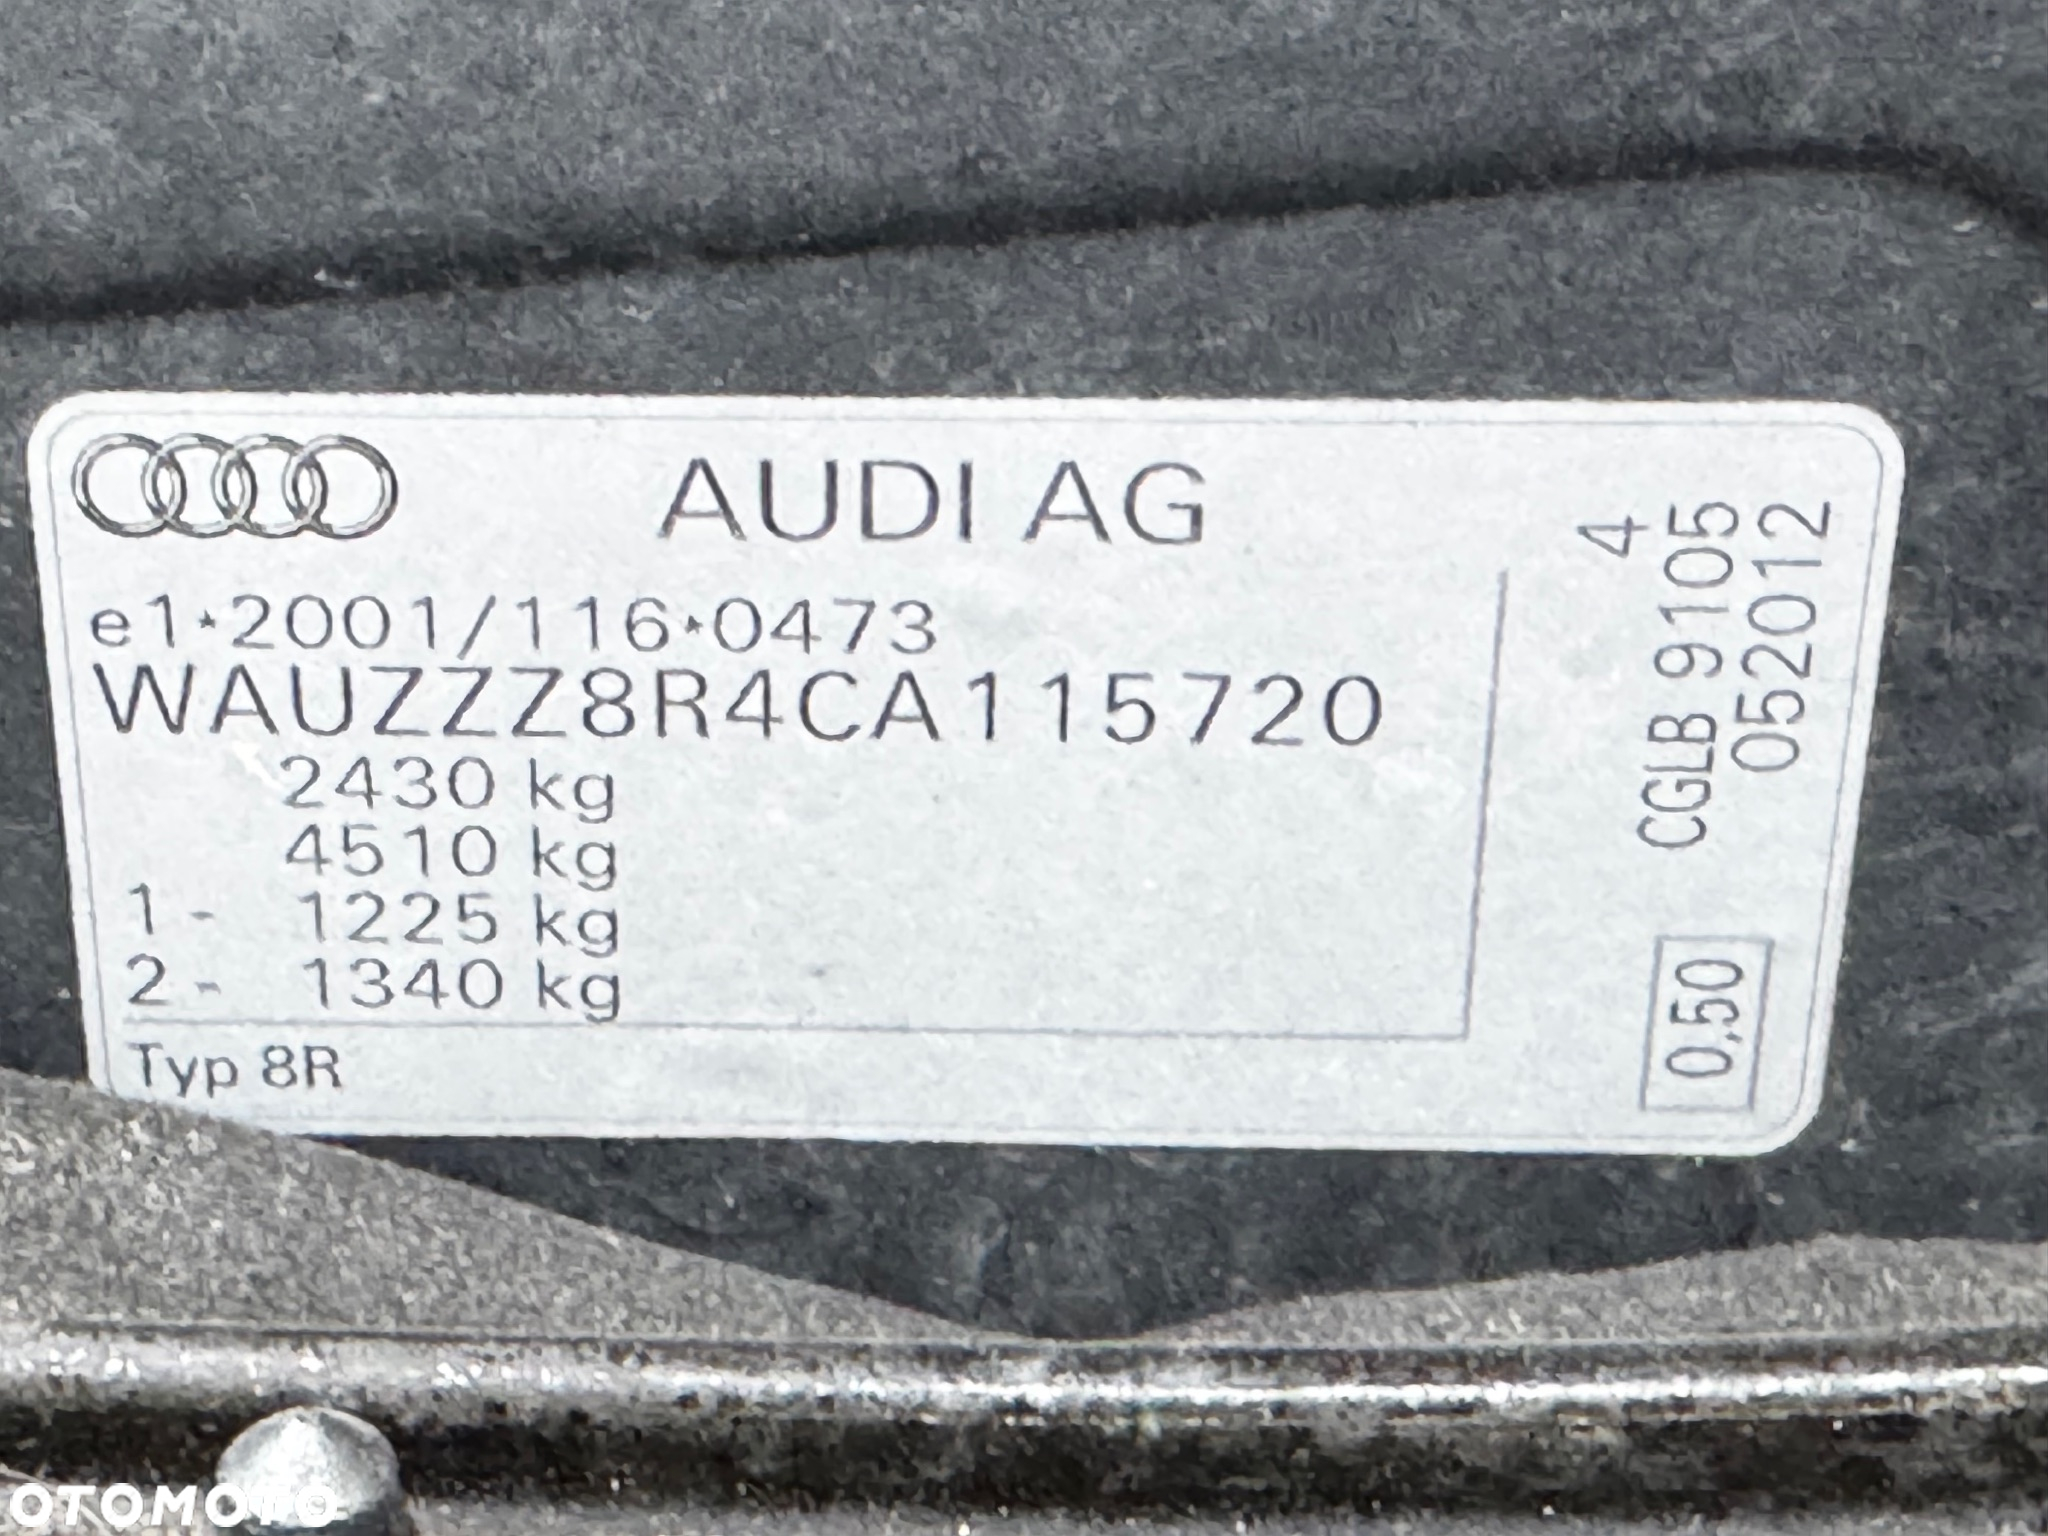 AUDI AG
e1*2001/116*0473
WAUZZZ8R4CA115720
2430 kg
4510 kg
1 - 1225 kg
2 - 1340 kg
Typ 8R
4
CGLB 9105
052012
0,50
OTOMOTO